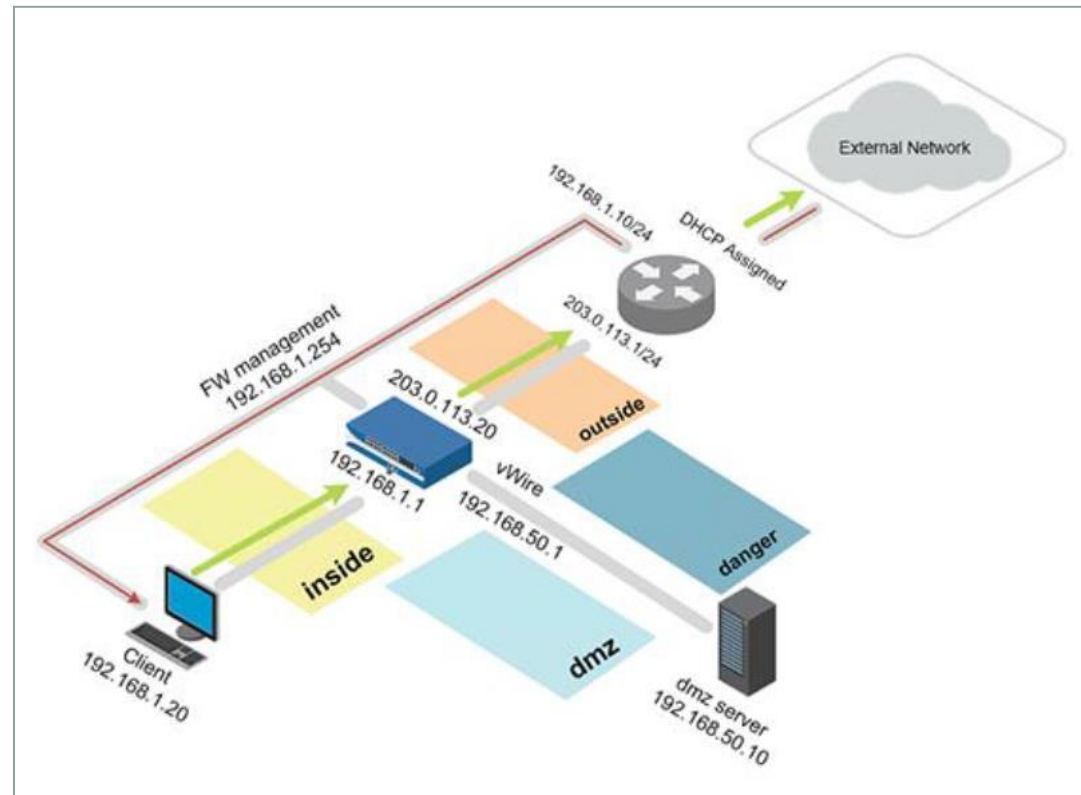 External Network
192.168.1.10/24
DHCP Assigned
203.0.113.1/24
FW management
192.168.1.254
203.0.113.20
outside
192.168.1.1
vWire
192.168.50.1
danger
inside
dmz
Client
192.168.1.20
dmz server
192.168.50.10